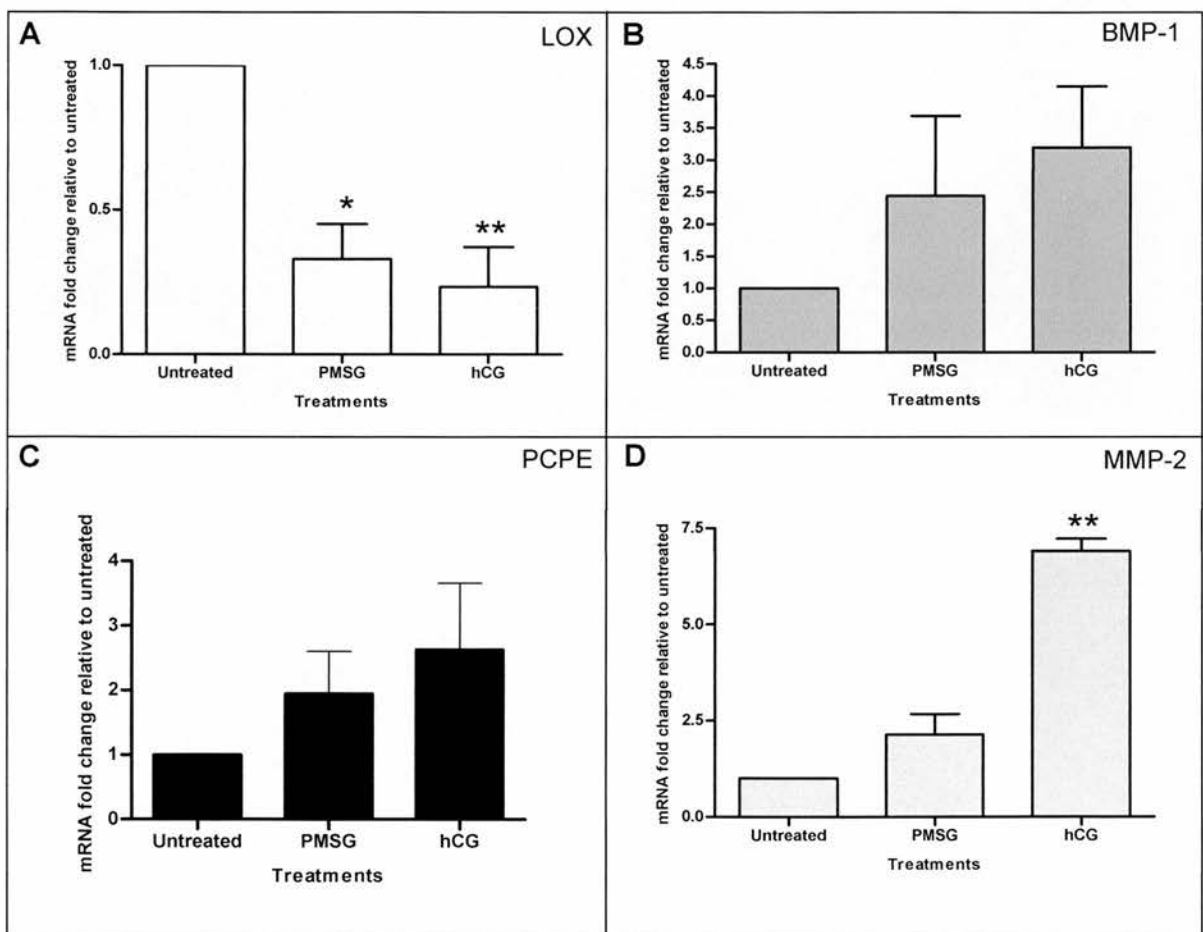 A
LOX
mRNA fold change relative to untreated
1.0
0.5
0.0
*
**
Untreated PMSG hCG
Treatments
B
BMP-1
mRNA fold change relative to untreated
4.5
4.0
3.5
3.0
2.5
2.0
1.5
1.0
0.5
0.0
Untreated PMSG hCG
Treatments
C
PCPE
mRNA fold change relative to untreated
4
3
2
1
0
Untreated PMSG hCG
Treatments
D
MMP-2
mRNA fold change relative to untreated
7.5
5.0
2.5
0.0
**
Untreated PMSG hCG
Treatments